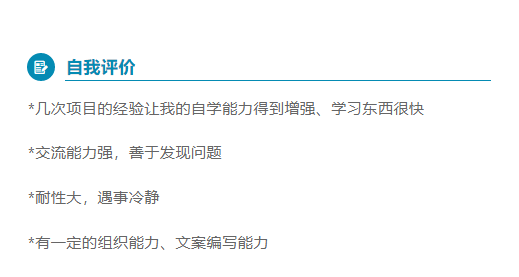 自我评价
*几次项目的经验让我的自学能力得到增强、学习东西很快
*交流能力强，善于发现问题
*耐性大，遇事冷静
*有一定的组织能力、文案编写能力